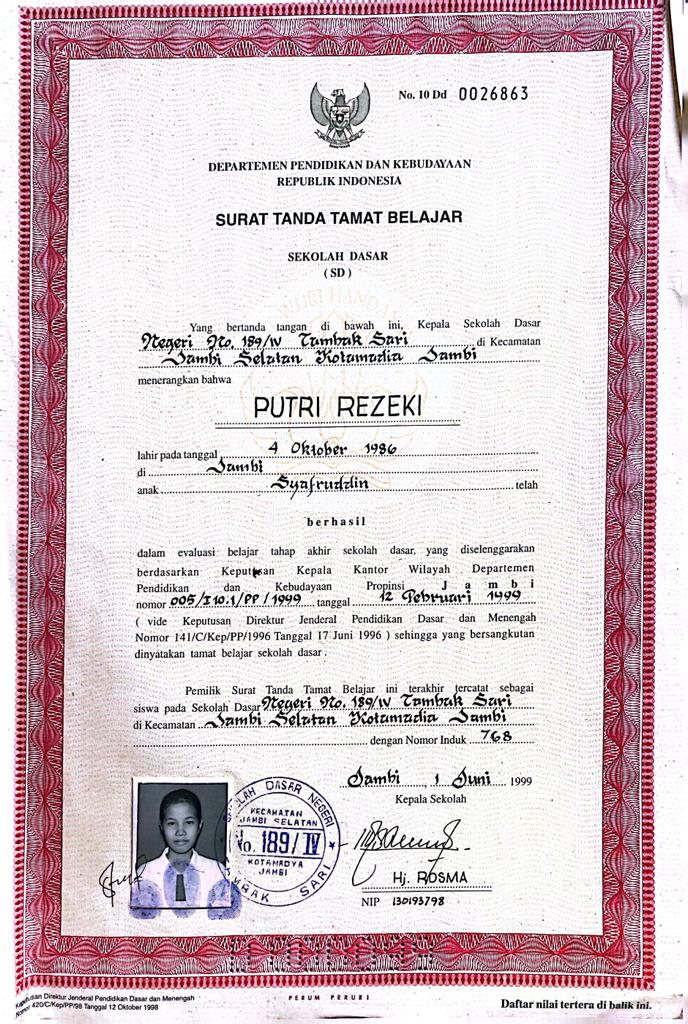 No. 10 Dd 0026863
DEPARTEMEN PENDIDIKAN DAN KEBUDAYAAN
REPUBLIK INDONESIA
SURAT TANDA TAMAT BELAJAR
SEKOLAH DASAR
( SD )
Yang bertanda tangan di bawah ini, Kepala Sekolah Dasar
Negeri No. 189/IV Tambak Sari di Kecamatan
Jambi Selatan Kotamadia Jambi
menerangkan bahwa
PUTRI REZEKI
lahir pada tanggal 4 Oktober 1986
di Jambi
anak Syafruddin telah
berhasil
dalam evaluasi belajar tahap akhir sekolah dasar, yang diselenggarakan
berdasarkan Keputusan Kepala Kantor Wilayah Departemen
Pendidikan dan Kebudayaan Propinsi Jambi
nomor 005/I10.1/PP/1999 tanggal 12 Pebruari 1999
( vide Keputusan Direktur Jenderal Pendidikan Dasar dan Menengah
Nomor 141/C/Kep/PP/1996 Tanggal 17 Juni 1996 ) sehingga yang bersangkutan
dinyatakan tamat belajar sekolah dasar .
Pemilik Surat Tanda Tamat Belajar ini terakhir tercatat sebagai
siswa pada Sekolah Dasar Negeri No. 189/IV Tambak Sari
di Kecamatan Jambi Selatan Kotamadia Jambi
dengan Nomor Induk 768
Jambi 1 Juni 1999
Kepala Sekolah
SEKOLAH DASAR NEGERI
KECAMATAN
JAMBI SELATAN
No. 189/IV
KOTAMADYA
JAMBI
TAMBAK SARI
Hj. ROSMA
NIP 130193798
Keputusan Direktur Jenderal Pendidikan Dasar dan Menengah
Nomor 420/C/Kep/PP/98 Tanggal 12 Oktober 1998
PERUM PERURI
Daftar nilai tertera di balik ini.